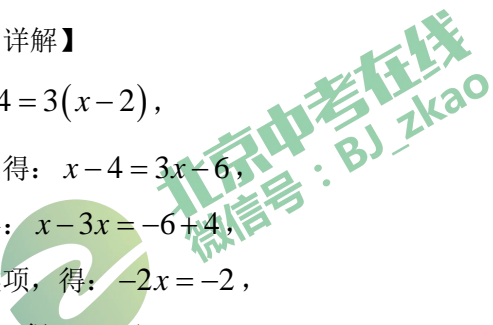 详解】
4 = 3(x − 2)，
得： x − 4 = 3x − 6，
： x − 3x = −6 + 4，
项，得： −2x = −2，
北京中考在线
微信号：BJ_zkao